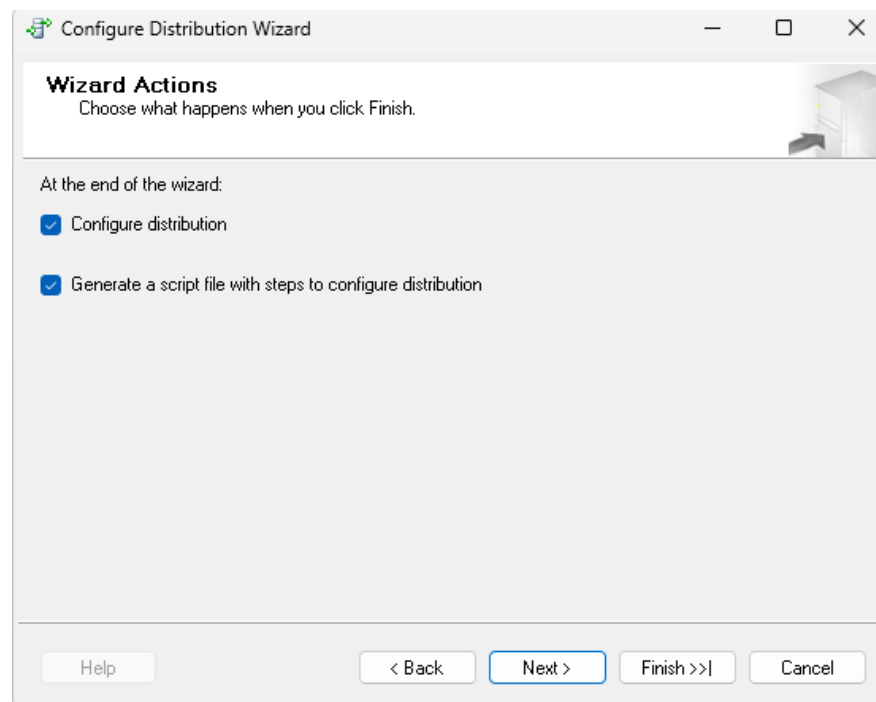 Configure Distribution Wizard
Wizard Actions
Choose what happens when you click Finish.
At the end of the wizard:
Configure distribution
Generate a script file with steps to configure distribution
Help
< Back
Next >
Finish >>|
Cancel